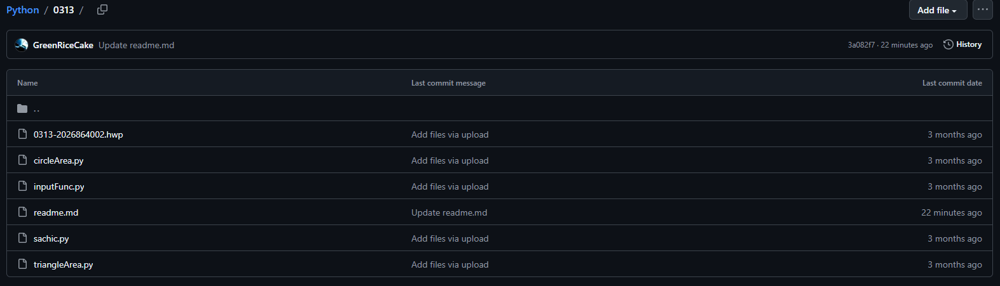 Python / 0313 /
Add file
GreenRiceCake Update readme.md 3a082f7 · 22 minutes ago History
Name Last commit message Last commit date
..
0313-2026864002.hwp Add files via upload 3 months ago
circleArea.py Add files via upload 3 months ago
inputFunc.py Add files via upload 3 months ago
readme.md Update readme.md 22 minutes ago
sachic.py Add files via upload 3 months ago
triangleArea.py Add files via upload 3 months ago